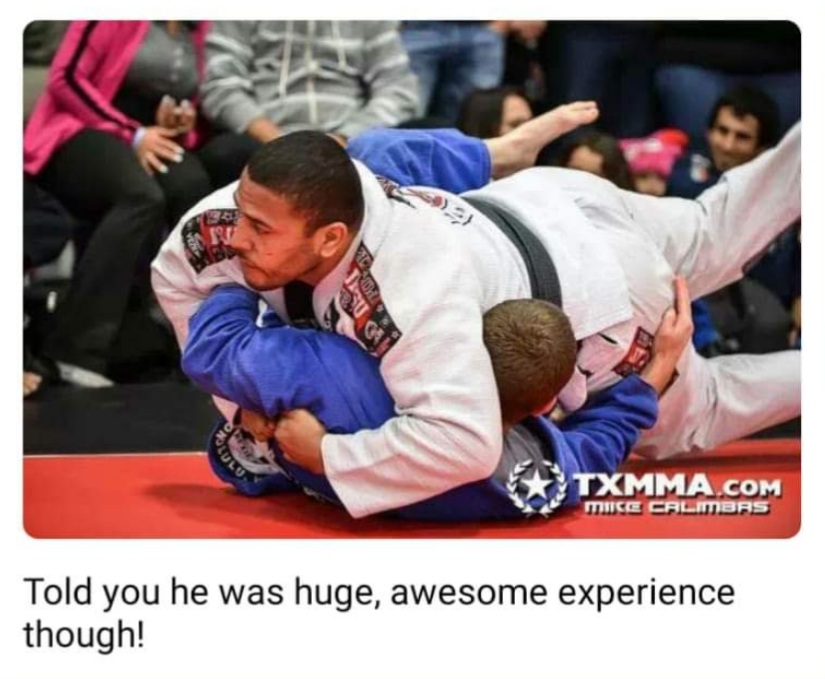 TXMMA.COM
MIKE CALIMBAS
Told you he was huge, awesome experience
though!